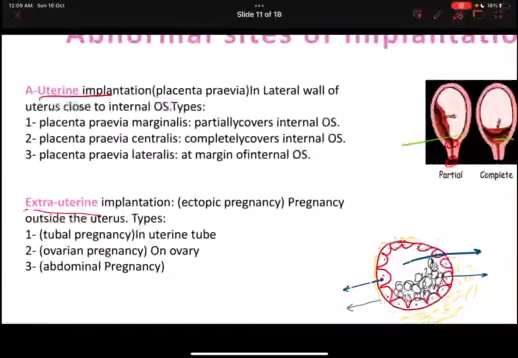 12:09 AM Sun 16 Oct
Slide 11 of 18
Abnormal sites of implantation
A-Uterine implantation(placenta praevia)In Lateral wall of
uterus close to internal OS.Types:
1- placenta praevia marginalis: partiallycovers internal OS.
2- placenta praevia centralis: completelycovers internal OS.
3- placenta praevia lateralis: at margin ofinternal OS.
Partial Complete
Extra-uterine implantation: (ectopic pregnancy) Pregnancy
outside the uterus. Types:
1- (tubal pregnancy)In uterine tube
2- (ovarian pregnancy) On ovary
3- (abdominal Pregnancy)